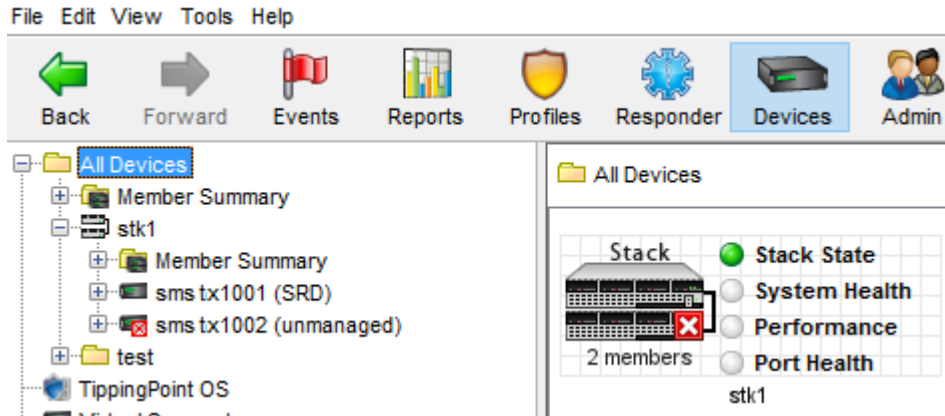 File Edit View Tools Help
Back Forward Events Reports Profiles Responder Devices Admin
All Devices
Member Summary
stk1
Member Summary
sms tx1001 (SRD)
sms tx1002 (unmanaged)
test
TippingPoint OS
All Devices
Stack
2 members
Stack State
System Health
Performance
Port Health
stk1